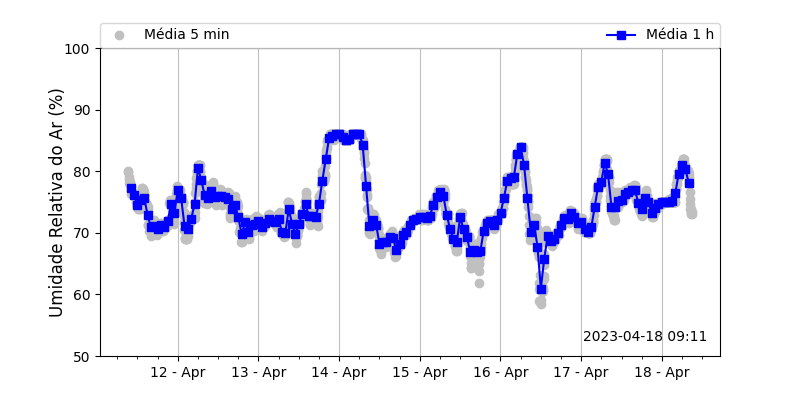 Média 5 min
Média 1 h
Umidade Relativa do Ar (%)
100
90
80
70
60
50
2023-04-18 09:11
12 - Apr
13 - Apr
14 - Apr
15 - Apr
16 - Apr
17 - Apr
18 - Apr